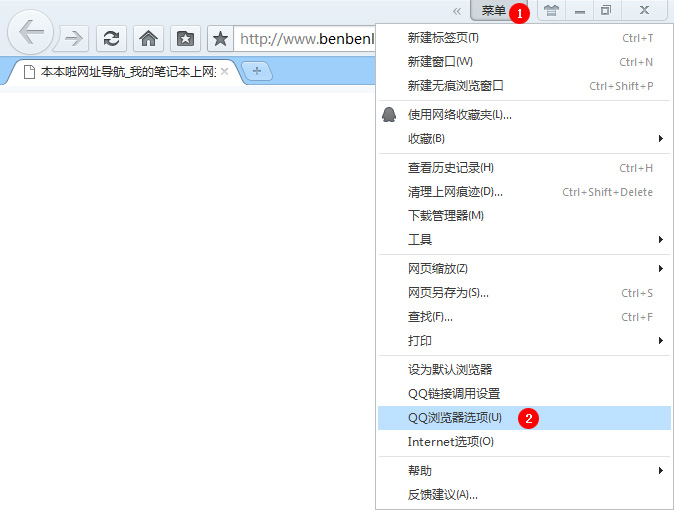 « 菜单 1
http://www.benbenl
本本啦网址导航_我的笔记本上网
新建标签页(T) Ctrl+T
新建窗口(W) Ctrl+N
新建无痕浏览窗口 Ctrl+Shift+P
使用网络收藏夹(L)...
收藏(B)
查看历史记录(H) Ctrl+H
清理上网痕迹(D)... Ctrl+Shift+Delete
下载管理器(M)
工具
网页缩放(Z)
网页另存为(S)... Ctrl+S
查找(F)... Ctrl+F
打印
设为默认浏览器
QQ链接调用设置
QQ浏览器选项(U) 2
Internet选项(O)
帮助
反馈建议(A)...